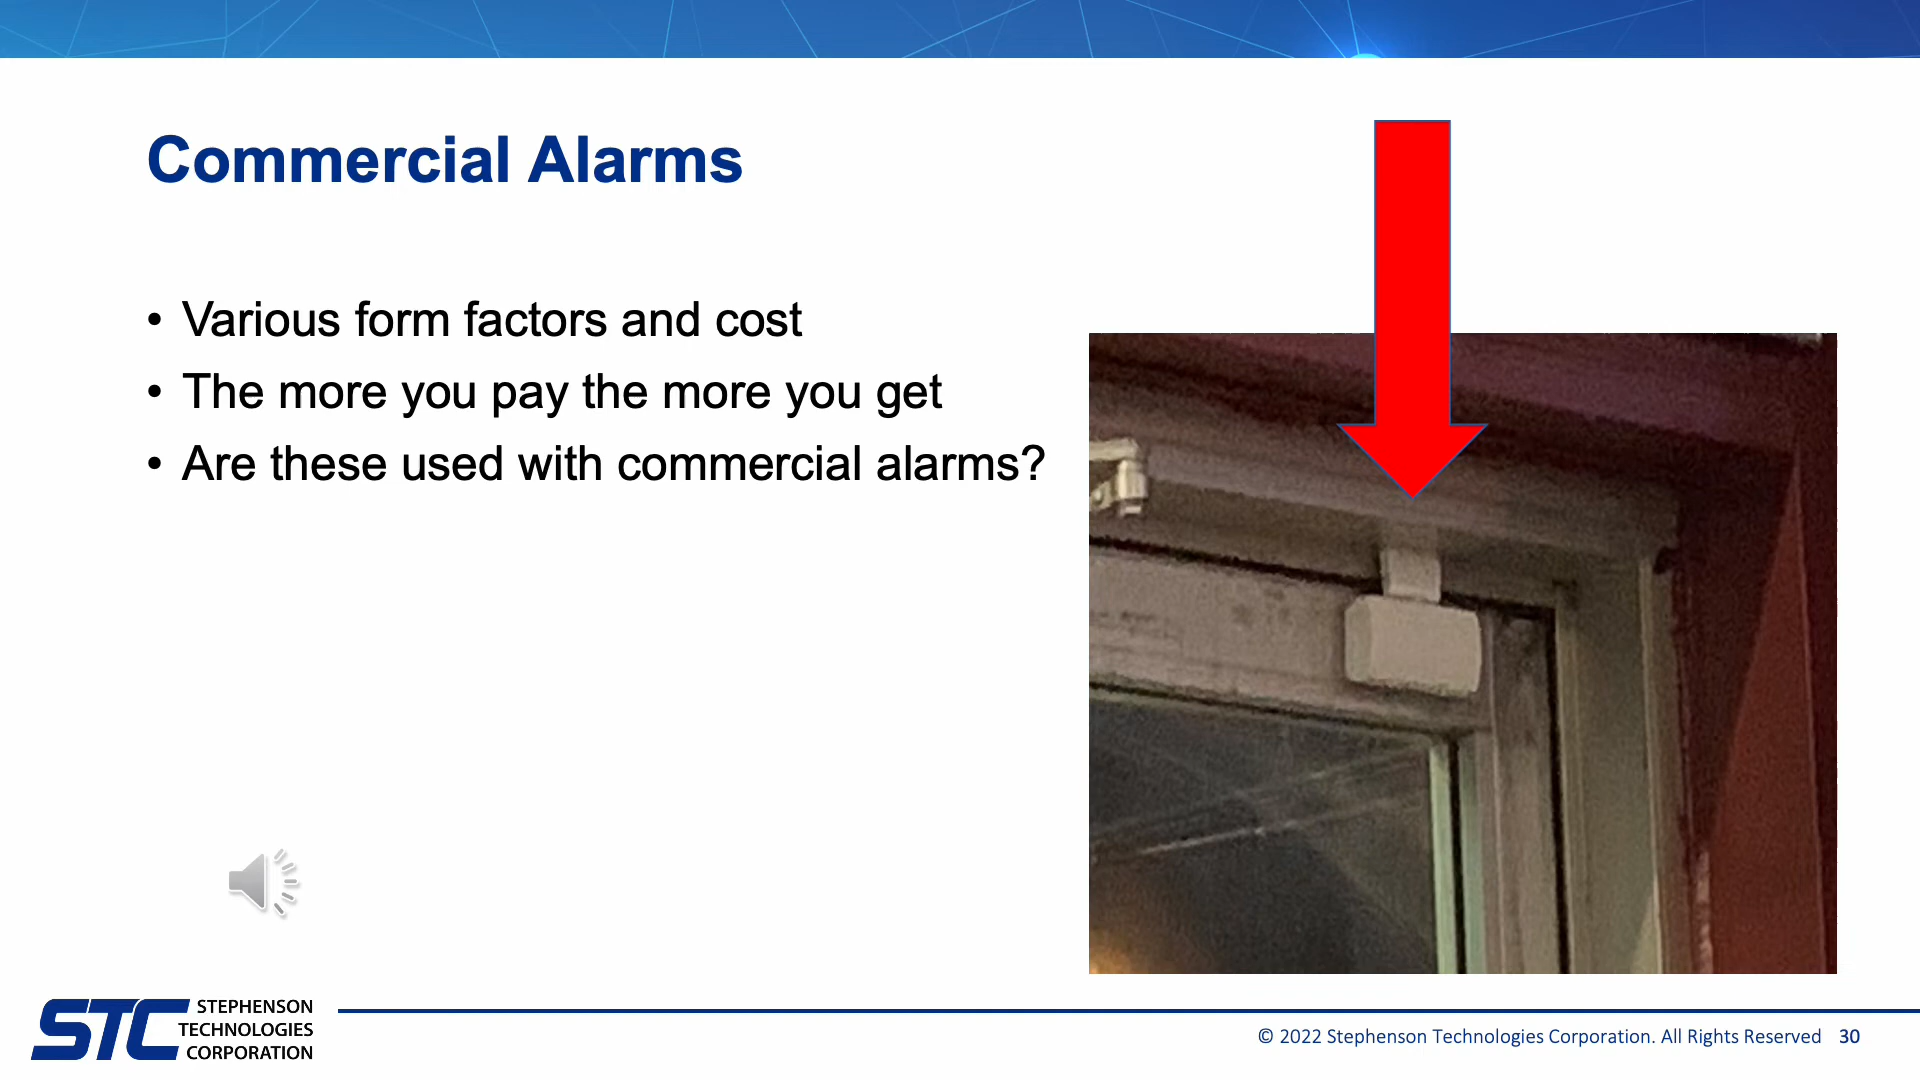 Commercial Alarms
• Various form factors and cost
• The more you pay the more you get
• Are these used with commercial alarms?
STC STEPHENSON
TECHNOLOGIES
CORPORATION
© 2022 Stephenson Technologies Corporation. All Rights Reserved 30